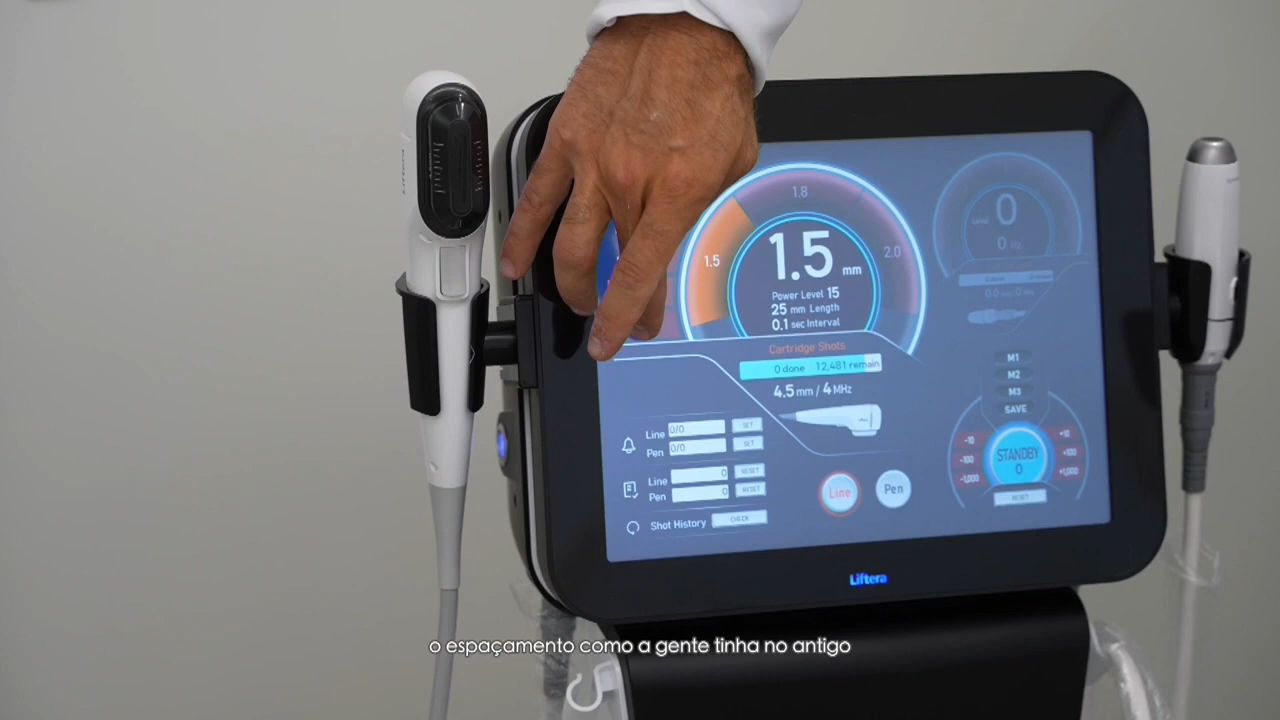 1.8
1.5
2.0
1.5 mm
Power Level 15
25 mm Length
0.1 sec Interval
Cartridge Shots
0 done 12,481 remain
4.5 mm / 4 MHz
Level 0
0 Hz
M1
M2
M3
SAVE
Line 0/0 SET
Pen 0/0 SET
Line 0 RESET
Pen 0 RESET
Shot History CHECK
Line
Pen
-10
-100
-1,000
STANDBY
0
+10
+100
+1,000
RESET
Liftera
o espaçamento como a gente tinha no antigo